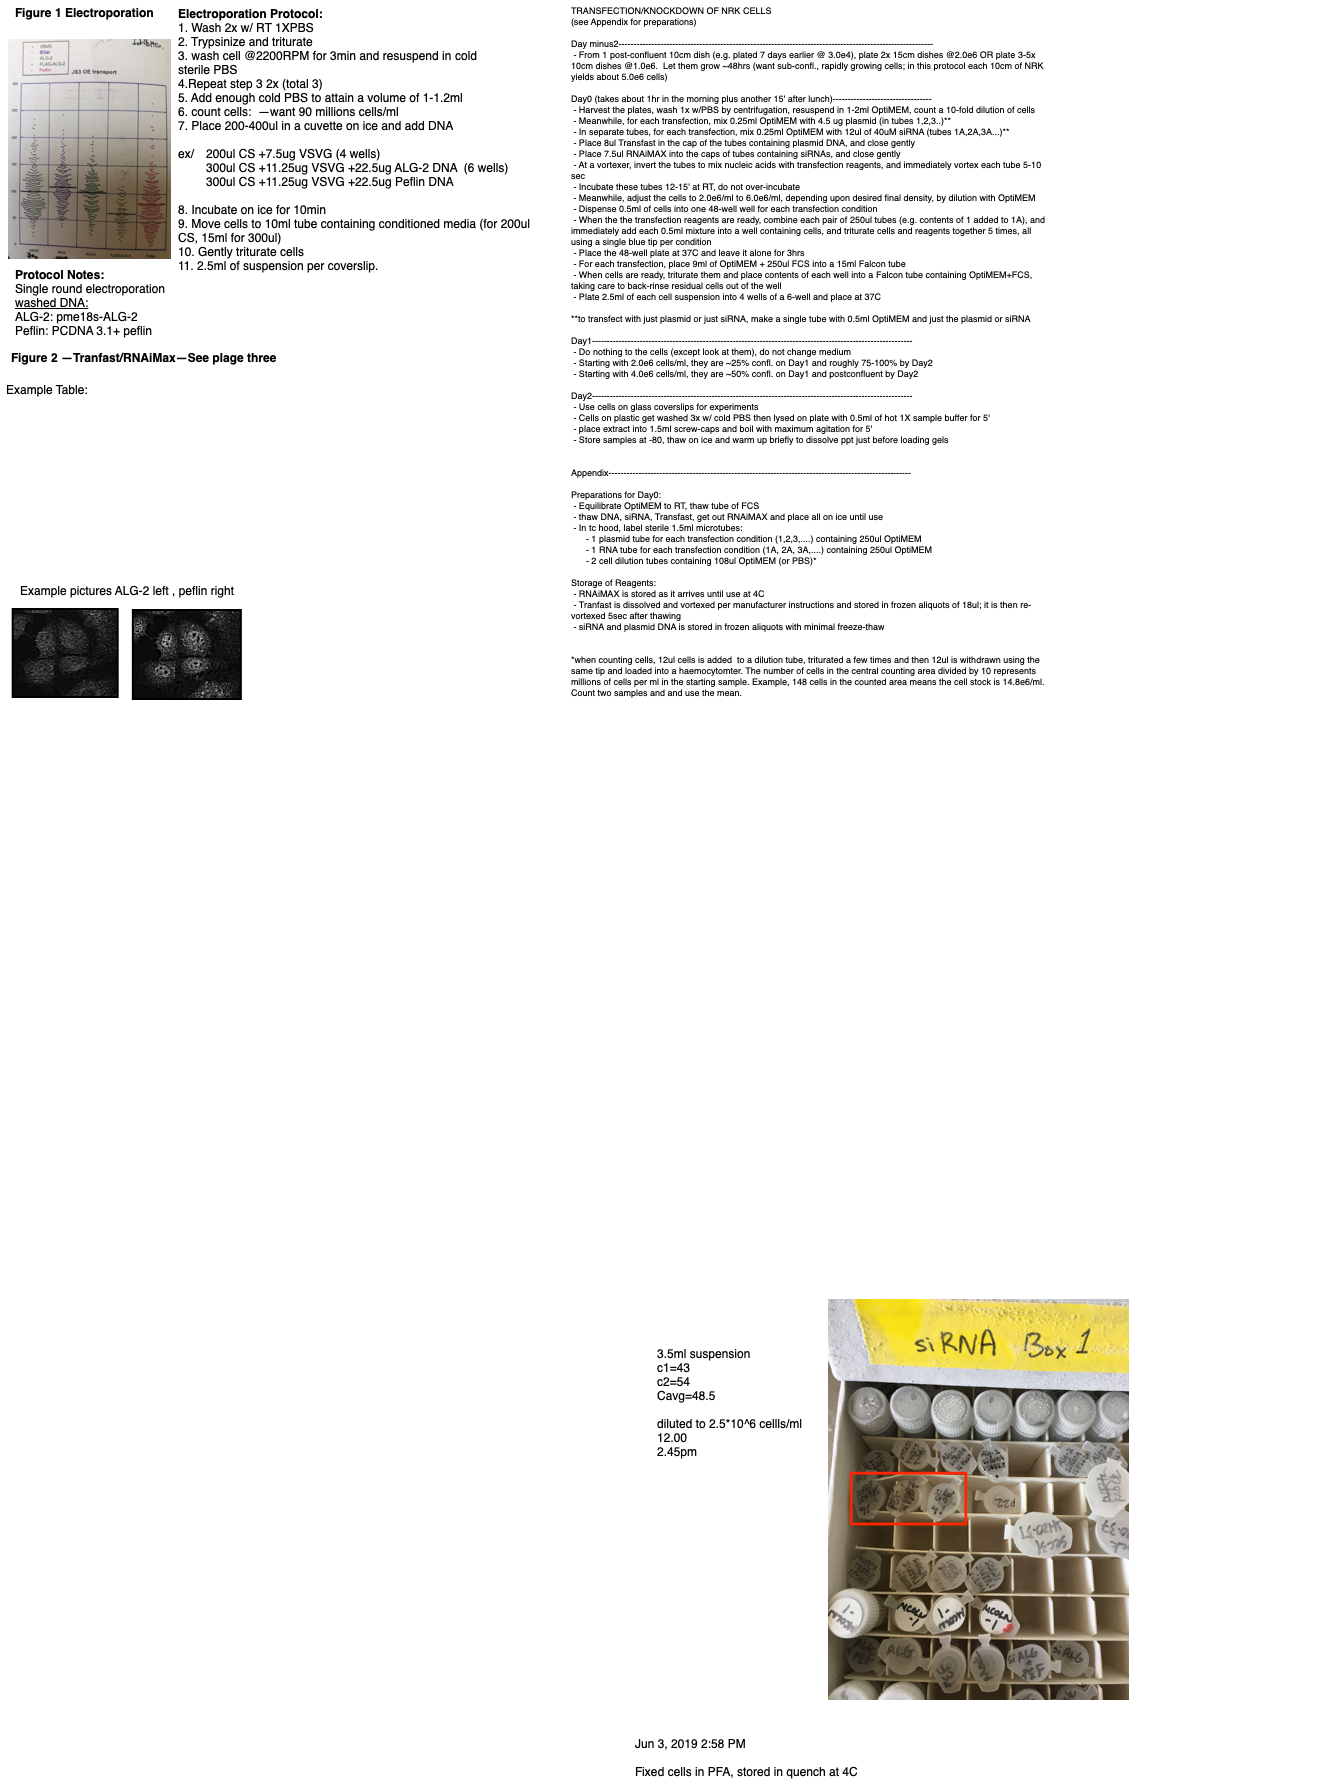 Figure 1 Electroporation
VSVG
BGal
ALG-2
FLAG-ALG-2
Peflin
JS3 OE transport
Protocol Notes:
Single round electroporation
washed DNA:
ALG-2: pme18s-ALG-2
Peflin: PCDNA 3.1+ peflin
Figure 2 —Tranfast/RNAiMax—See plage three
Example Table:
Example pictures ALG-2 left , peflin right
Electroporation Protocol:
1. Wash 2x w/ RT 1XPBS
2. Trypsinize and triturate
3. wash cell @2200RPM for 3min and resuspend in cold
sterile PBS
4.Repeat step 3 2x (total 3)
5. Add enough cold PBS to attain a volume of 1-1.2ml
6. count cells:  —want 90 millions cells/ml
7. Place 200-400ul in a cuvette on ice and add DNA
ex/    200ul CS +7.5ug VSVG (4 wells)
300ul CS +11.25ug VSVG +22.5ug ALG-2 DNA  (6 wells)
300ul CS +11.25ug VSVG +22.5ug Peflin DNA
8. Incubate on ice for 10min
9. Move cells to 10ml tube containing conditioned media (for 200ul
CS, 15ml for 300ul)
10. Gently triturate cells
11. 2.5ml of suspension per coverslip.
TRANSFECTION/KNOCKDOWN OF NRK CELLS
(see Appendix for preparations)
Day minus2---------------------------------------------------------------------------------------------------------
- From 1 post-confluent 10cm dish (e.g. plated 7 days earlier @ 3.0e4), plate 2x 15cm dishes @2.0e6 OR plate 3-5x
10cm dishes @1.0e6.  Let them grow ~48hrs (want sub-confl., rapidly growing cells; in this protocol each 10cm of NRK
yields about 5.0e6 cells)
Day0 (takes about 1hr in the morning plus another 15' after lunch)---------------------------------
- Harvest the plates, wash 1x w/PBS by centrifugation, resuspend in 1-2ml OptiMEM, count a 10-fold dilution of cells
- Meanwhile, for each transfection, mix 0.25ml OptiMEM with 4.5 ug plasmid (in tubes 1,2,3..)**
- In separate tubes, for each transfection, mix 0.25ml OptiMEM with 12ul of 40uM siRNA (tubes 1A,2A,3A...)**
- Place 8ul Transfast in the cap of the tubes containing plasmid DNA, and close gently
- Place 7.5ul RNAiMAX into the caps of tubes containing siRNAs, and close gently
- At a vortexer, invert the tubes to mix nucleic acids with transfection reagents, and immediately vortex each tube 5-10
sec
- Incubate these tubes 12-15' at RT, do not over-incubate
- Meanwhile, adjust the cells to 2.0e6/ml to 6.0e6/ml, depending upon desired final density, by dilution with OptiMEM
- Dispense 0.5ml of cells into one 48-well well for each transfection condition
- When the the transfection reagents are ready, combine each pair of 250ul tubes (e.g. contents of 1 added to 1A), and
immediately add each 0.5ml mixture into a well containing cells, and triturate cells and reagents together 5 times, all
using a single blue tip per condition
- Place the 48-well plate at 37C and leave it alone for 3hrs
- For each transfection, place 9ml of OptiMEM + 250ul FCS into a 15ml Falcon tube
- When cells are ready, triturate them and place contents of each well into a Falcon tube containing OptiMEM+FCS,
taking care to back-rinse residual cells out of the well
- Plate 2.5ml of each cell suspension into 4 wells of a 6-well and place at 37C
**to transfect with just plasmid or just siRNA, make a single tube with 0.5ml OptiMEM and just the plasmid or siRNA
Day1-----------------------------------------------------------------------------------------------------------
- Do nothing to the cells (except look at them), do not change medium
- Starting with 2.0e6 cells/ml, they are ~25% confl. on Day1 and roughly 75-100% by Day2
- Starting with 4.0e6 cells/ml, they are ~50% confl. on Day1 and postconfluent by Day2
Day2-----------------------------------------------------------------------------------------------------------
- Use cells on glass coverslips for experiments
- Cells on plastic get washed 3x w/ cold PBS then lysed on plate with 0.5ml of hot 1X sample buffer for 5'
- place extract into 1.5ml screw-caps and boil with maximum agitation for 5'
- Store samples at -80, thaw on ice and warm up briefly to dissolve ppt just before loading gels
Appendix-----------------------------------------------------------------------------------------------------
Preparations for Day0:
- Equilibrate OptiMEM to RT, thaw tube of FCS
- thaw DNA, siRNA, Transfast, get out RNAiMAX and place all on ice until use
- In tc hood, label sterile 1.5ml microtubes:
- 1 plasmid tube for each transfection condition (1,2,3,....) containing 250ul OptiMEM
- 1 RNA tube for each transfection condition (1A, 2A, 3A,....) containing 250ul OptiMEM
- 2 cell dilution tubes containing 108ul OptiMEM (or PBS)*
Storage of Reagents:
- RNAiMAX is stored as it arrives until use at 4C
- Tranfast is dissolved and vortexed per manufacturer instructions and stored in frozen aliquots of 18ul; it is then re-
vortexed 5sec after thawing
- siRNA and plasmid DNA is stored in frozen aliquots with minimal freeze-thaw
*when counting cells, 12ul cells is added  to a dilution tube, triturated a few times and then 12ul is withdrawn using the
same tip and loaded into a haemocytomter. The number of cells in the central counting area divided by 10 represents
millions of cells per ml in the starting sample. Example, 148 cells in the counted area means the cell stock is 14.8e6/ml.
Count two samples and and use the mean.
3.5ml suspension
c1=43
c2=54
Cavg=48.5
diluted to 2.5*10^6 cellls/ml
12.00
2.45pm
siRNA Box 1
P22
MCOLN
-1
MCOLN
-1
ALG
PEF
ALG
siALG
PEF
siALG
Jun 3, 2019 2:58 PM
Fixed cells in PFA, stored in quench at 4C